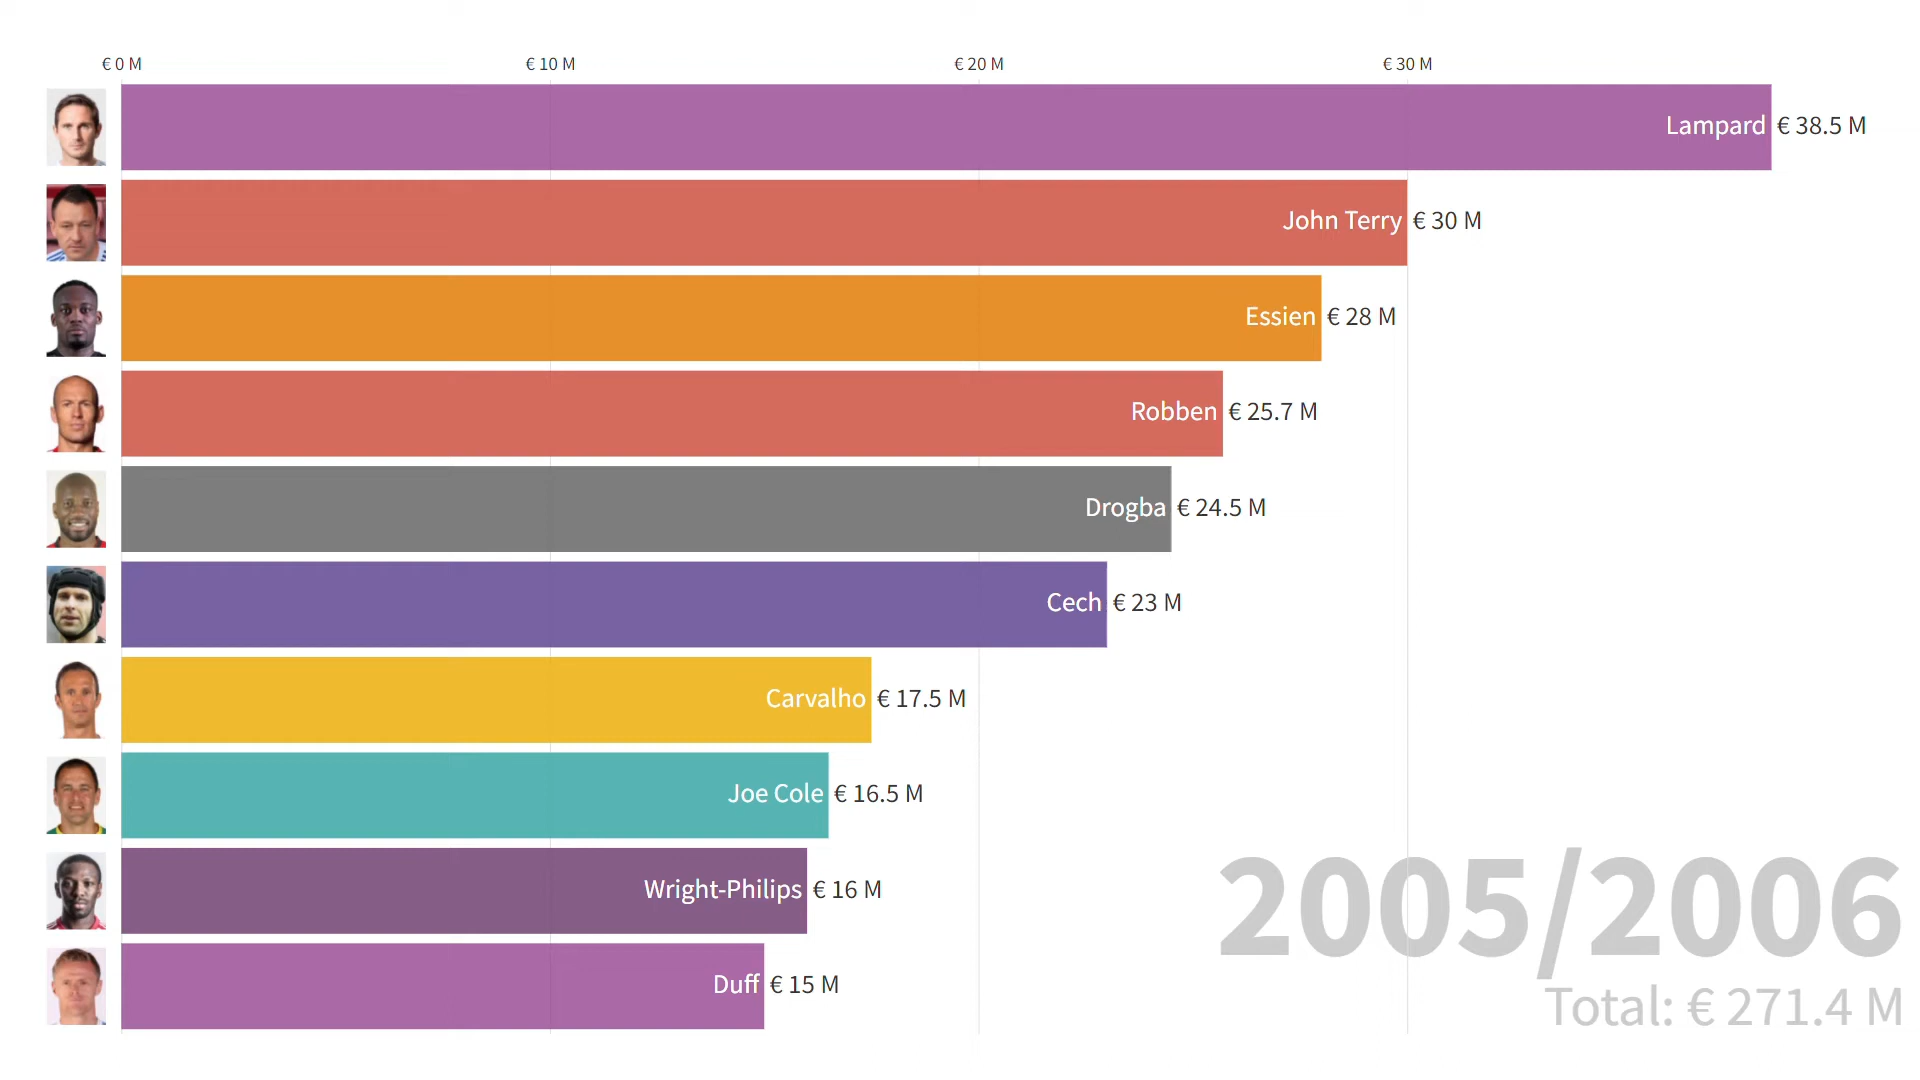 € 0 M € 10 M € 20 M € 30 M
Lampard € 38.5 M
John Terry € 30 M
Essien € 28 M
Robben € 25.7 M
Drogba € 24.5 M
Cech € 23 M
Carvalho € 17.5 M
Joe Cole € 16.5 M
Wright-Philips € 16 M
Duff € 15 M
2005/2006
Total: € 271.4 M